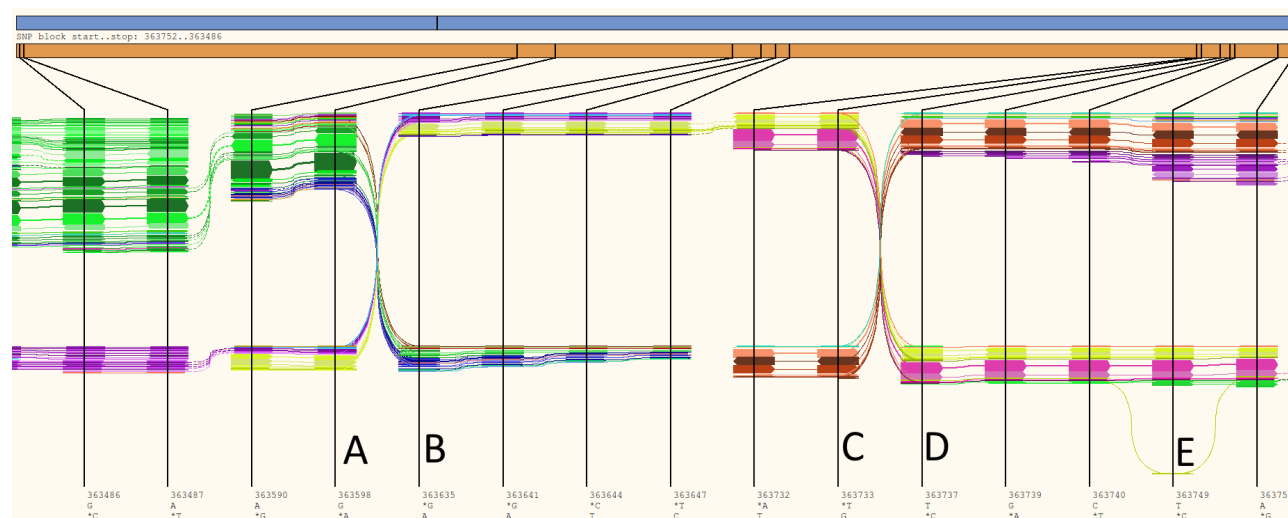 SNP block start..stop: 363752..363486
A B C D E
363486 363487 363590 363598 363635 363641 363644 363647 363732 363733 363737 363739 363740 363749 36375
G A A G *G *G *C *T *A *T T G C T A
*C *T *G *A A A T C T G *C *A *T *C *G